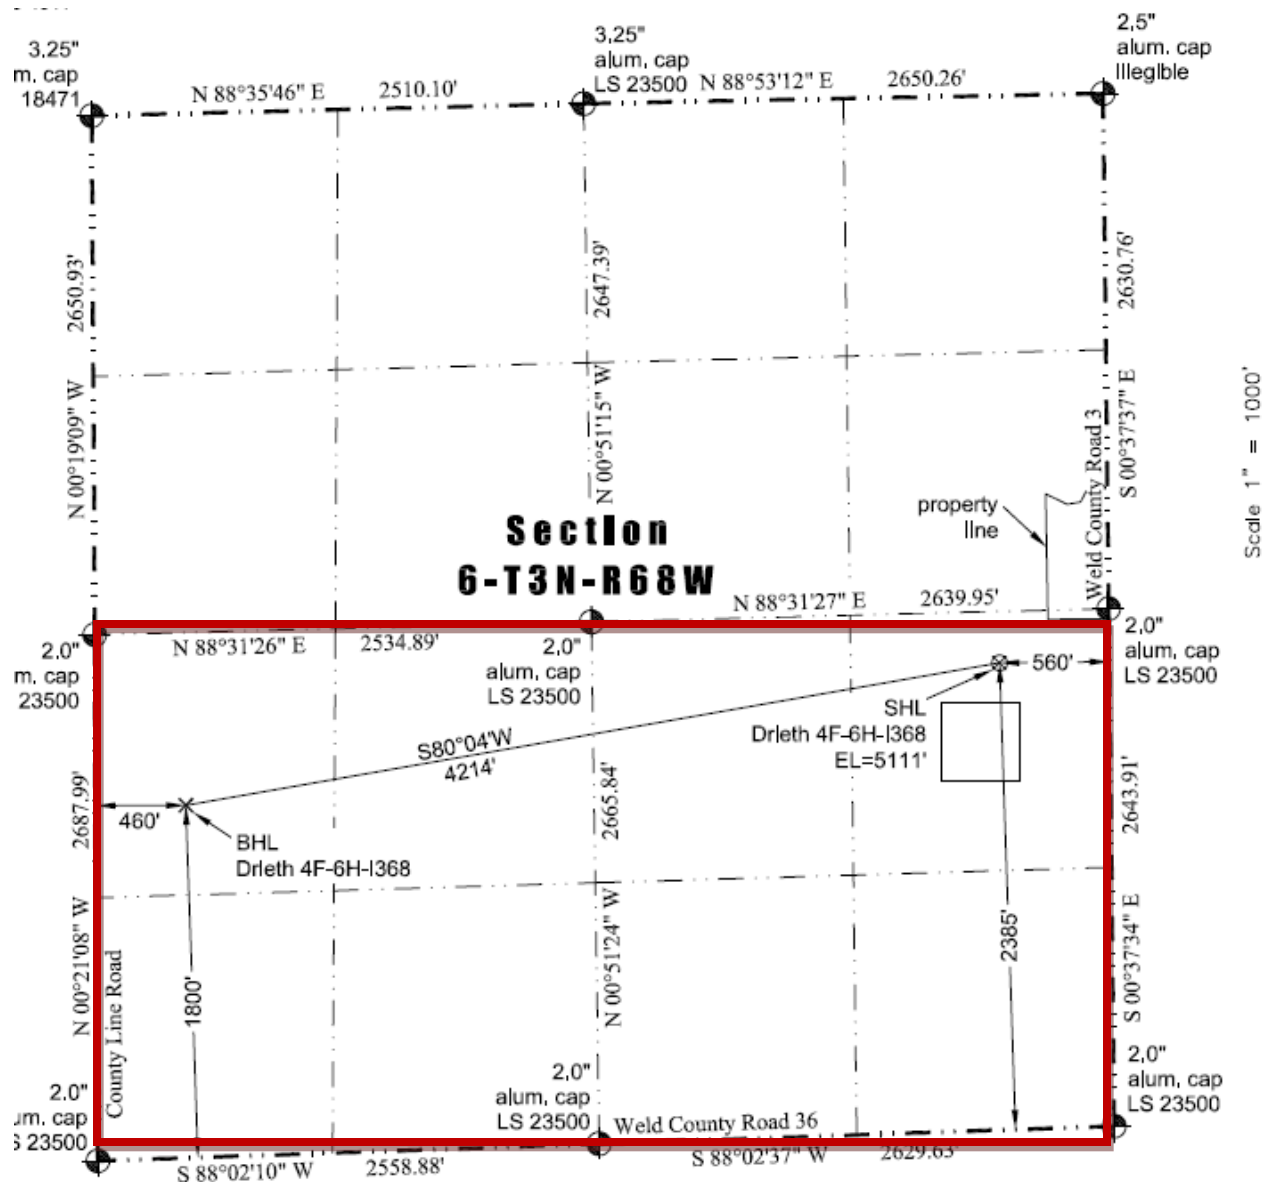 3.25"
m. cap
18471
N 88°35'46" E
2510.10'
3.25"
alum. cap
LS 23500
N 88°53'12" E
2650.26'
2.5"
alum. cap
Illegible
2650.93'
2647.39'
2630.76'
N 00°19'09" W
N 00°51'15" W
S 00°37'37" E
Weld County Road 3
Scale 1" = 1000'
property
line
Section
6-T3N-R68W
N 88°31'27" E
2639.95'
2.0"
m. cap
23500
N 88°31'26" E
2534.89'
2.0"
alum. cap
LS 23500
2.0"
alum. cap
LS 23500
560'
SHL
Drieth 4F-6H-I368
EL=5111'
S80°04'W
4214'
460'
BHL
Drieth 4F-6H-I368
2687.99'
2665.84'
2643.91'
N 00°21'08" W
County Line Road
1800'
N 00°51'24" W
2385'
S 00°37'34" E
2.0"
um. cap
S 23500
2.0"
alum. cap
LS 23500
Weld County Road 36
2.0"
alum. cap
LS 23500
S 88°02'10" W
2558.88'
S 88°02'37" W
2629.63'